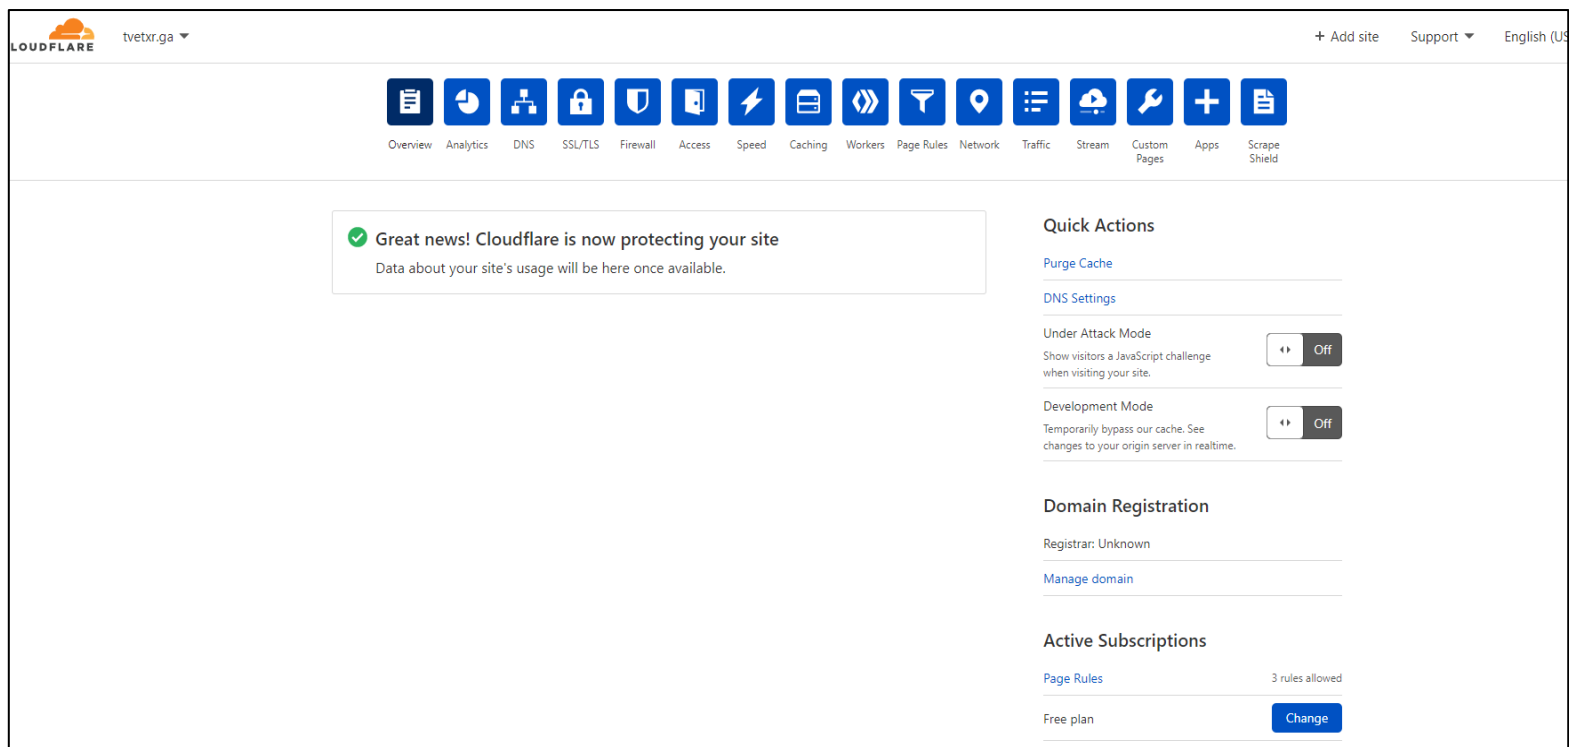 LOUDFLARE
tvetxr.ga
+ Add site
Support
English (US
Overview
Analytics
DNS
SSL/TLS
Firewall
Access
Speed
Caching
Workers
Page Rules
Network
Traffic
Stream
Custom
Pages
Apps
Scrape
Shield
Great news! Cloudflare is now protecting your site
Data about your site's usage will be here once available.
Quick Actions
Purge Cache
DNS Settings
Under Attack Mode
Show visitors a JavaScript challenge
when visiting your site.
Off
Development Mode
Temporarily bypass our cache. See
changes to your origin server in realtime.
Off
Domain Registration
Registrar: Unknown
Manage domain
Active Subscriptions
Page Rules
3 rules allowed
Free plan
Change